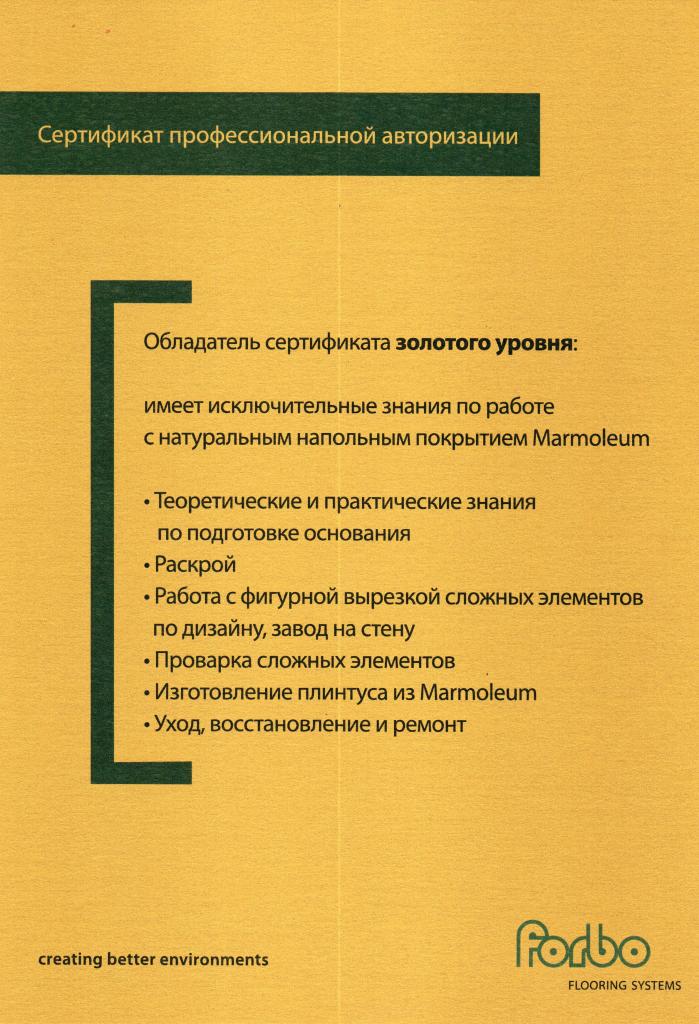 Сертификат профессиональной авторизации
Обладатель сертификата золотого уровня:
имеет исключительные знания по работе
с натуральным напольным покрытием Marmoleum
• Теоретические и практические знания
по подготовке основания
• Раскрой
• Работа с фигурной вырезкой сложных элементов
по дизайну, завод на стену
• Проварка сложных элементов
• Изготовление плинтуса из Marmoleum
• Уход, восстановление и ремонт
creating better environments
forbo
FLOORING SYSTEMS